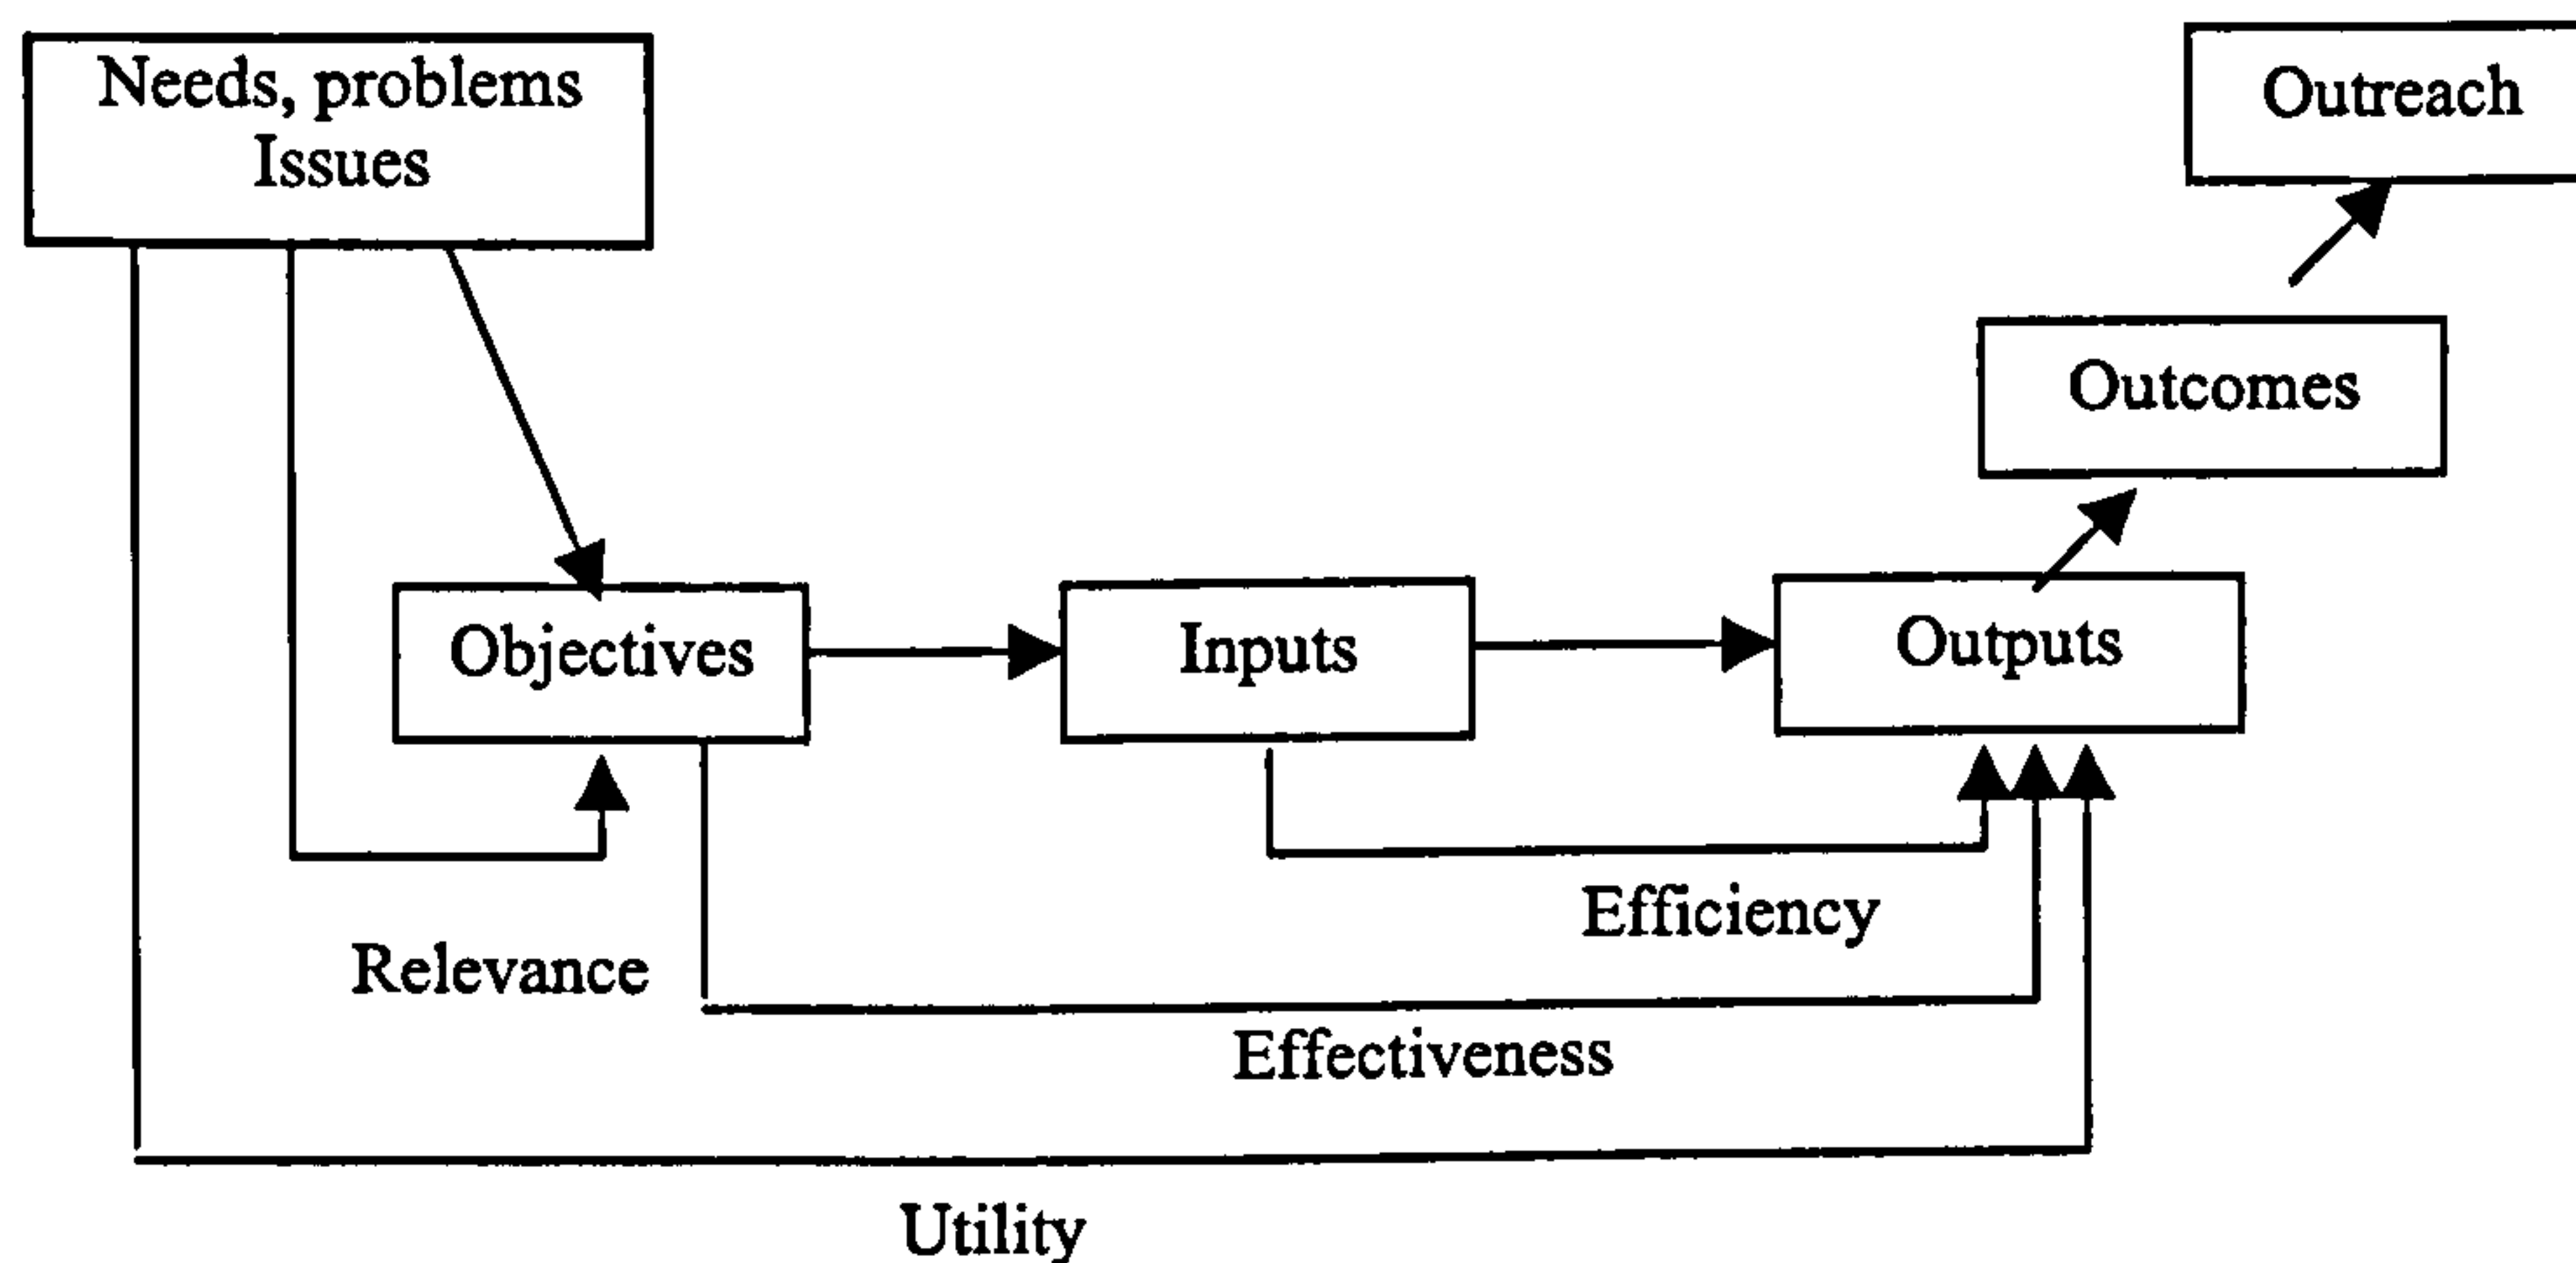 Needs, problems
Issues
Outreach
Outcomes
Objectives
Inputs
Outputs
Efficiency
Relevance
Effectiveness
Utility